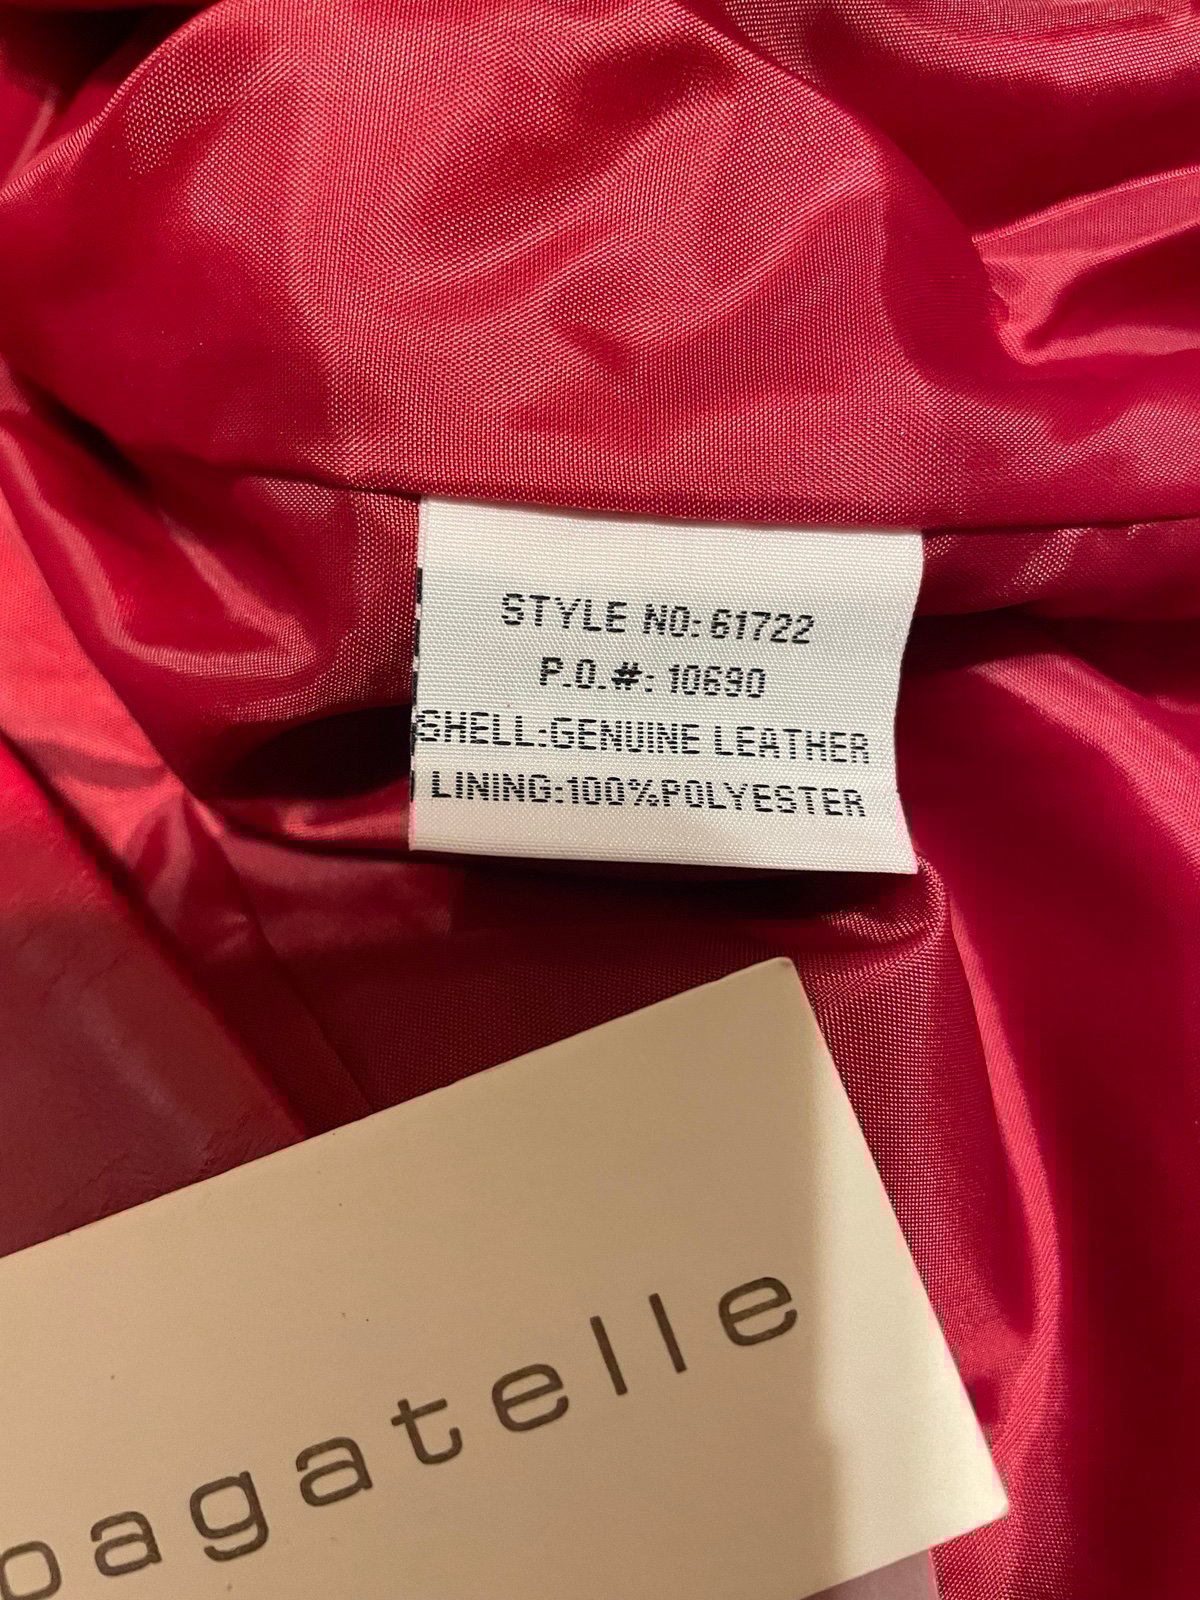 STYLE NO: 61722
P.O.#: 10690
SHELL:GENUINE LEATHER
LINING:100%POLYESTER
bagatelle